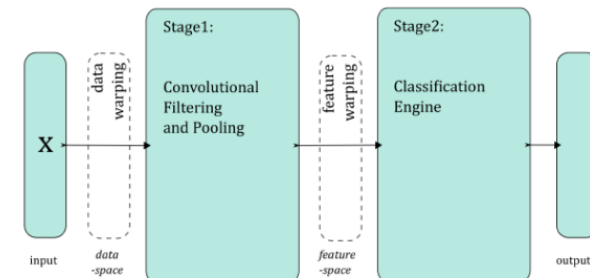 X
input
data
warping
data
-space
Stage1:
Convolutional
Filtering
and Pooling
feature
warping
feature
-space
Stage2:
Classification
Engine
output